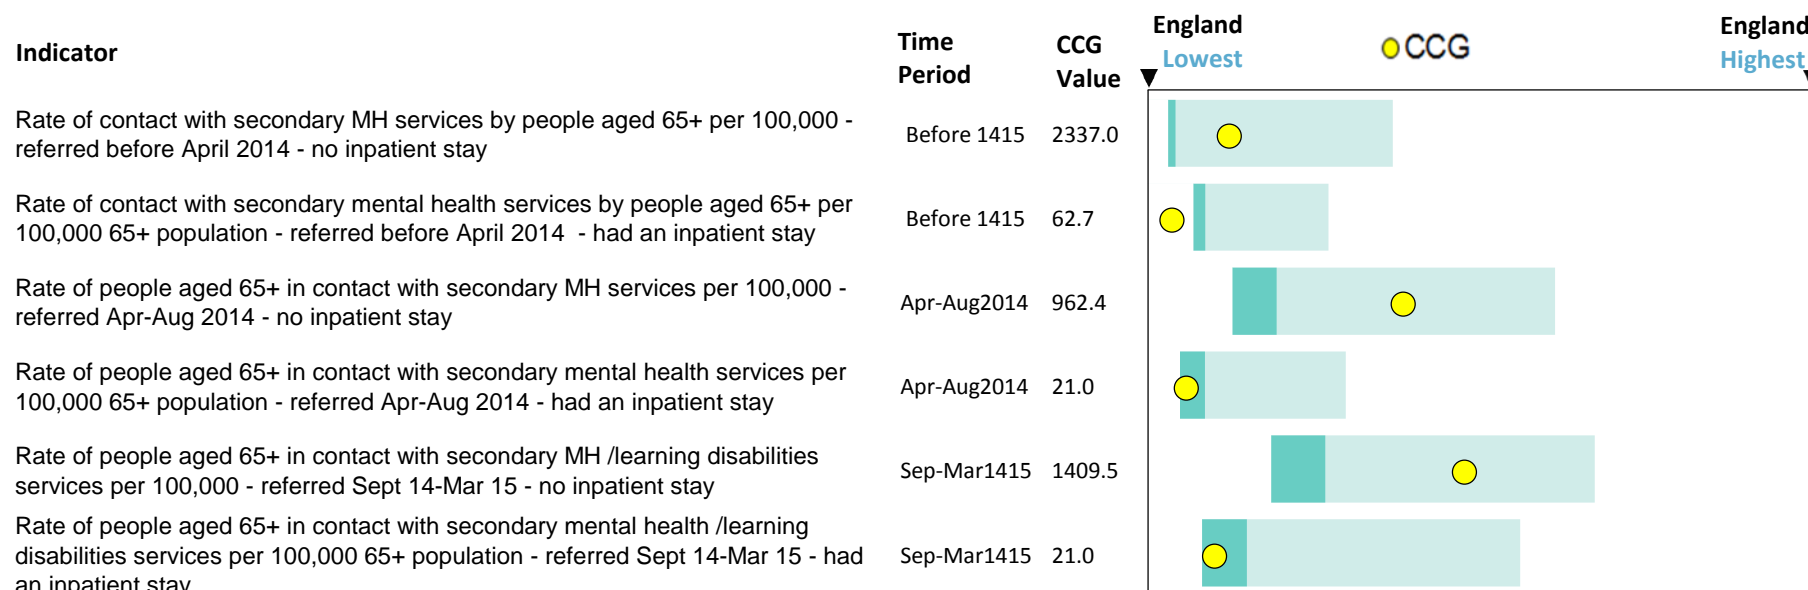 Indicator
Time Period
CCG Value
England Lowest
CCG
England Highest
Rate of contact with secondary MH services by people aged 65+ per 100,000 -
referred before April 2014 - no inpatient stay
Before 1415 2337.0
Rate of contact with secondary mental health services by people aged 65+ per
100,000 65+ population - referred before April 2014 - had an inpatient stay
Before 1415 62.7
Rate of people aged 65+ in contact with secondary MH services per 100,000 -
referred Apr-Aug 2014 - no inpatient stay
Apr-Aug2014 962.4
Rate of people aged 65+ in contact with secondary mental health services per
100,000 65+ population - referred Apr-Aug 2014 - had an inpatient stay
Apr-Aug2014 21.0
Rate of people aged 65+ in contact with secondary MH /learning disabilities
services per 100,000 - referred Sept 14-Mar 15 - no inpatient stay
Sep-Mar1415 1409.5
Rate of people aged 65+ in contact with secondary mental health /learning
disabilities services per 100,000 65+ population - referred Sept 14-Mar 15 - had
an inpatient stay
Sep-Mar1415 21.0